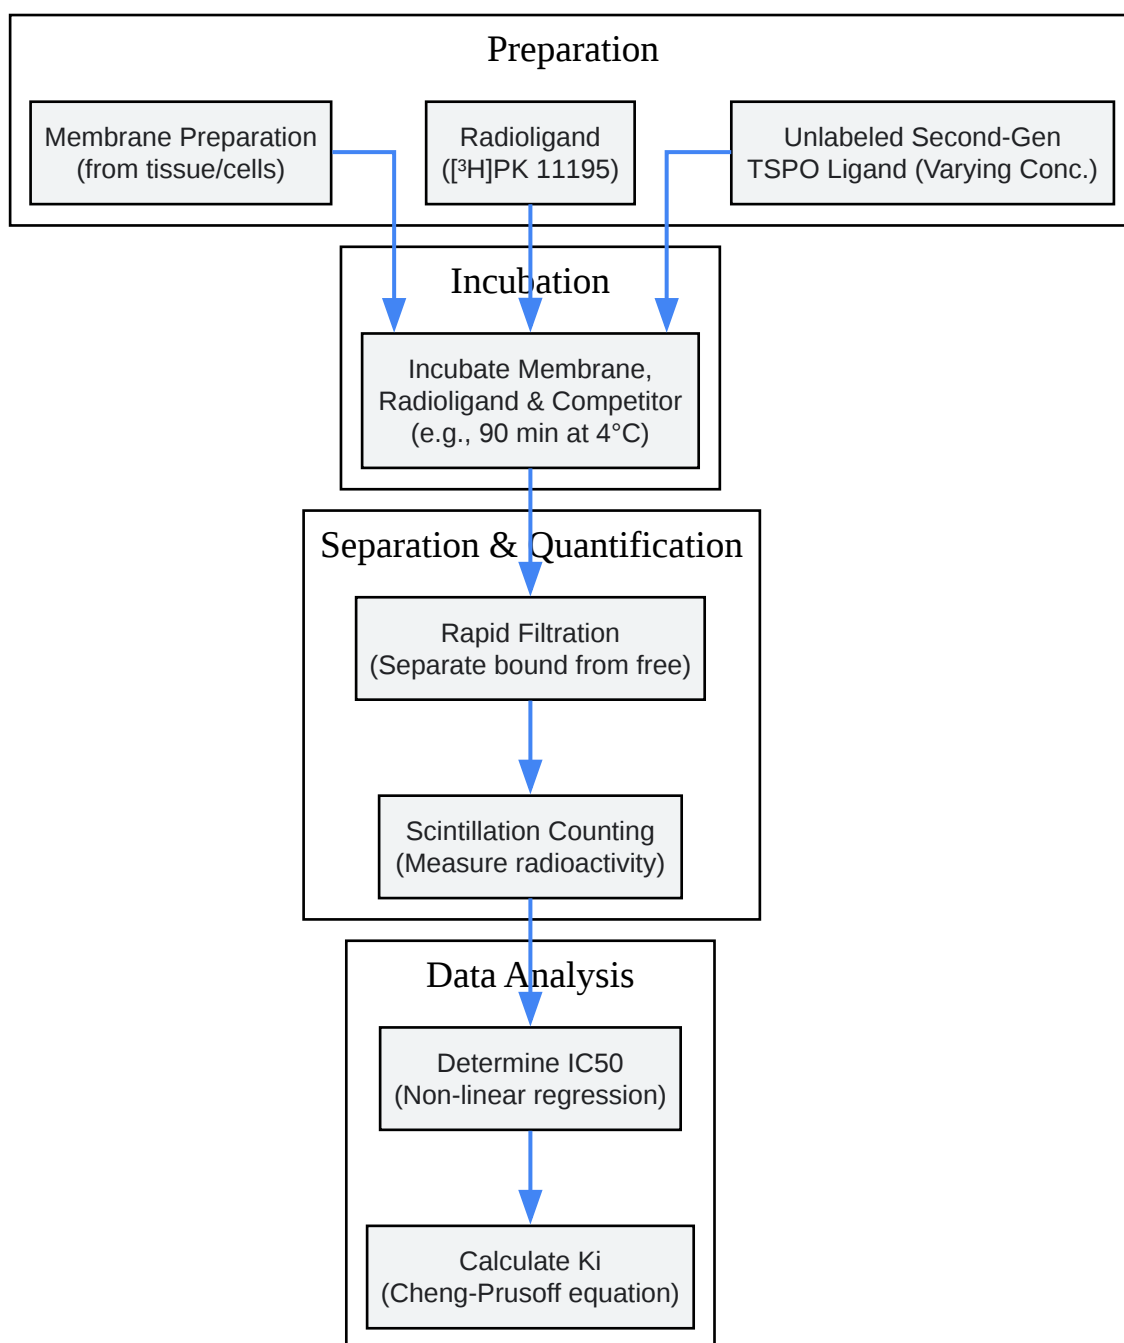 Preparation
Membrane Preparation
(from tissue/cells)
Radioligand
([³H]PK 11195)
Unlabeled Second-Gen
TSPO Ligand (Varying Conc.)
Incubation
Incubate Membrane,
Radioligand & Competitor
(e.g., 90 min at 4°C)
Separation & Quantification
Rapid Filtration
(Separate bound from free)
Scintillation Counting
(Measure radioactivity)
Data Analysis
Determine IC50
(Non-linear regression)
Calculate Ki
(Cheng-Prusoff equation)